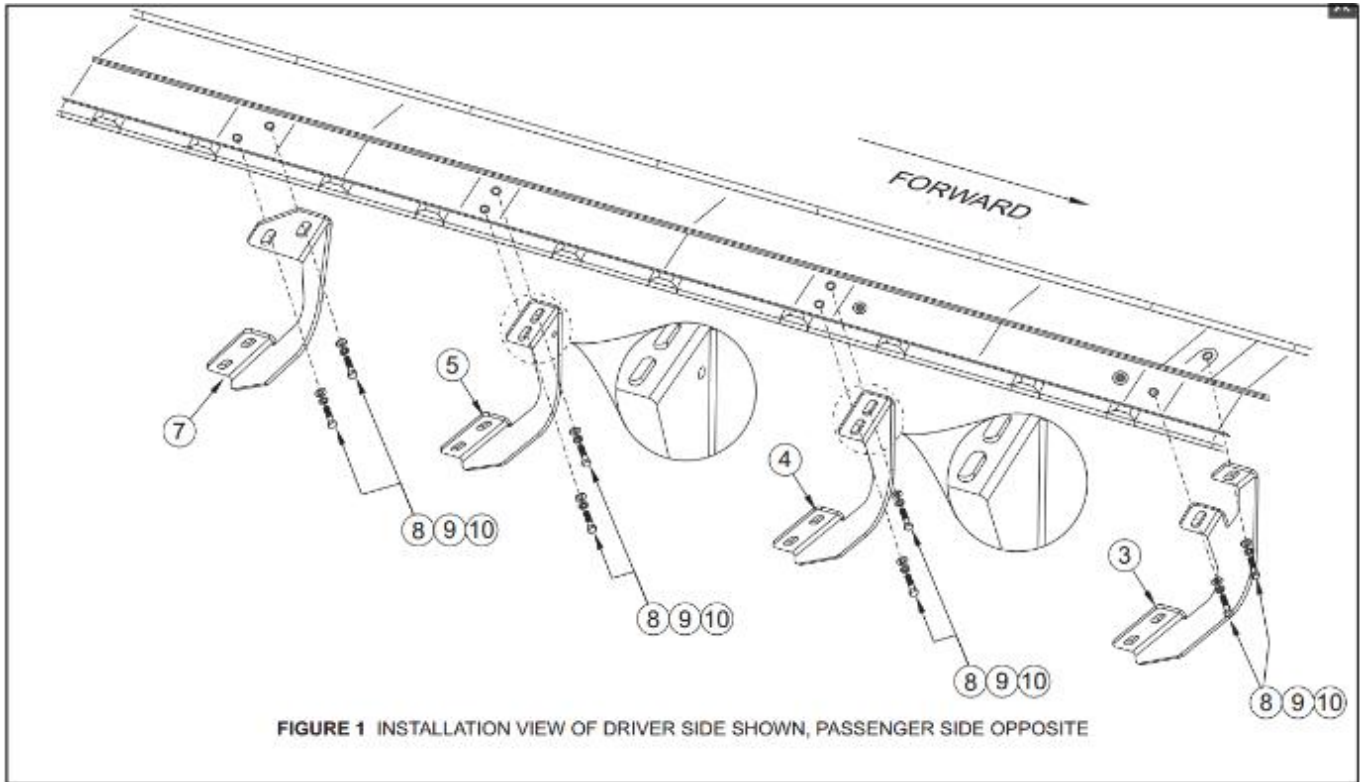 FORWARD
7
5
4
3
8 9 10
8 9 10
8 9 10
8 9 10
FIGURE 1 INSTALLATION VIEW OF DRIVER SIDE SHOWN, PASSENGER SIDE OPPOSITE